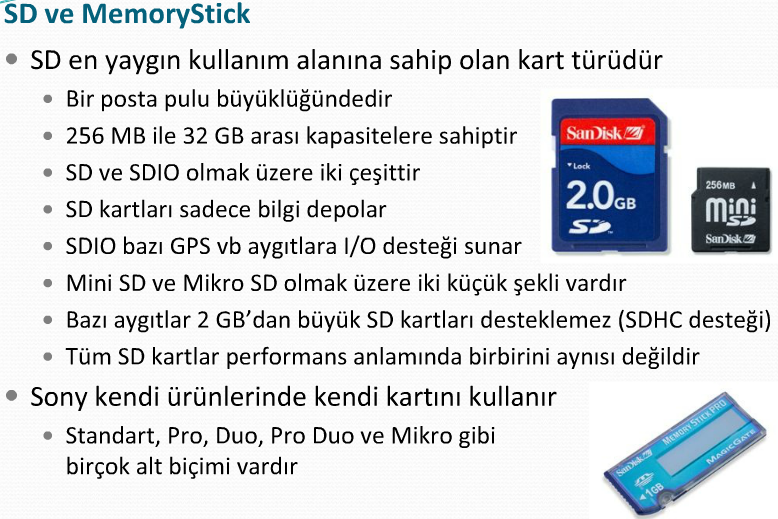 SD ve MemoryStick
• SD en yaygın kullanım alanına sahip olan kart türüdür
• Bir posta pulu büyüklüğündedir
• 256 MB ile 32 GB arası kapasitelere sahiptir
• SD ve SDIO olmak üzere iki çeşittir
• SD kartları sadece bilgi depolar
• SDIO bazı GPS vb aygıtlara I/O desteği sunar
• Mini SD ve Mikro SD olmak üzere iki küçük şekli vardır
• Bazı aygıtlar 2 GB’dan büyük SD kartları desteklemez (SDHC desteği)
• Tüm SD kartlar performans anlamında birbirini aynısı değildir
• Sony kendi ürünlerinde kendi kartını kullanır
• Standart, Pro, Duo, Pro Duo ve Mikro gibi
birçok alt biçimi vardır
SanDisk
Lock
2.0GB
SD
256MB
mini
SD
SanDisk
SanDisk
MEMORY STICK PRO
MAGICGATE
1GB